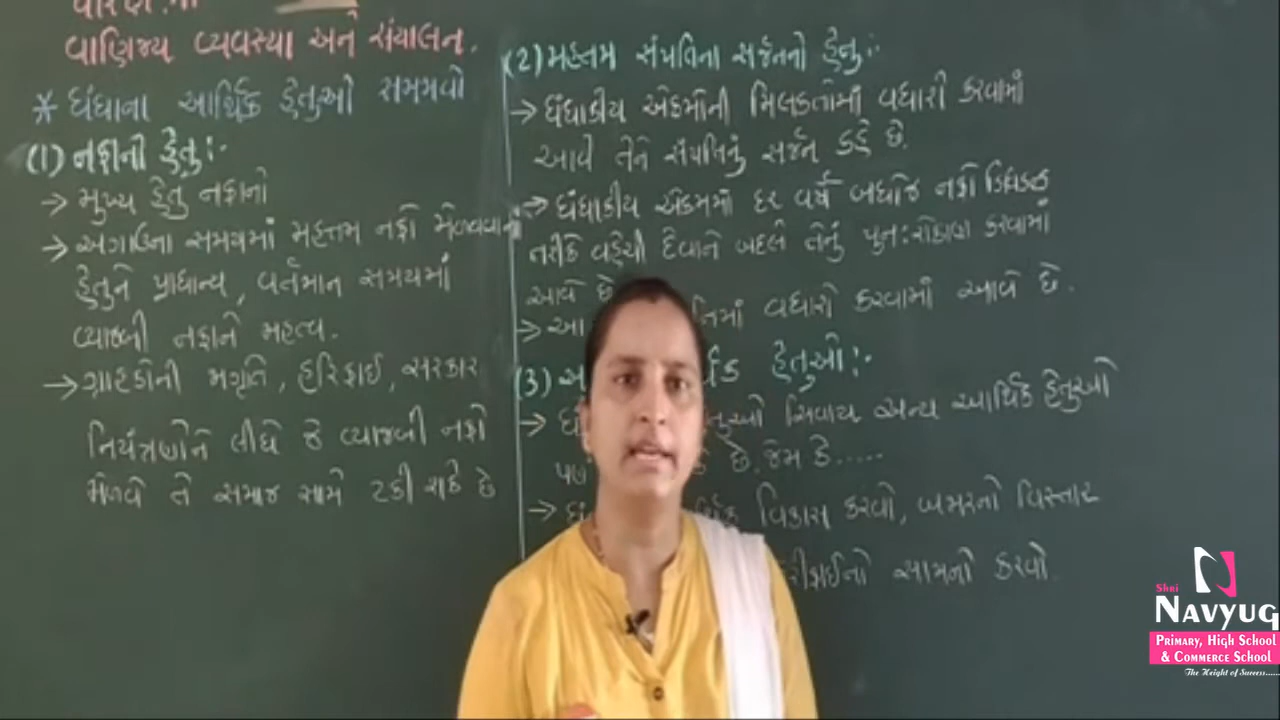 વાણિજ્ય વ્યવસ્થા અને સંચાલન.
* ધંધાના આર્થિક હેતુઓ સમજાવો
(1) નફાનો હેતુ :-
→ મુખ્ય હેતુ નફાનો
→ અગાઉના સમયમાં મહત્તમ નફો મેળવવાના
હેતુને પ્રાધાન્ય, વર્તમાન સમયમાં
વ્યાજબી નફાને મહત્વ.
→ ગ્રાહકોની જાગૃતિ, હરિફાઈ, સરકાર
નિયંત્રણોને લીધે જે વ્યાજબી નફો
મેળવે તે સમાજ સામે ટકી શકે છે
(2) મહત્તમ સંપતિના સર્જનનો હેતુ :-
→ ધંધાકીય એકમોની મિલકતોમાં વધારો કરવામાં
આવે તેને સંપત્તિનું સર્જન કહે છે.
→ ધંધાકીય એકમમાં દર વર્ષે બધોજ નફો ડિવિડન્ડ
તરીકે વહેંચી દેવાને બદલે તેનું પુન:રોકાણ કરવામાં
આવે છે
→ આ વધારો કરવામાં આવે છે.
(3) હેતુઓ :-
→ સિવાય અન્ય આર્થિક હેતુઓ
પણ છે. જેમ કે.....
→ વિકાસ કરવો, બજારનો વિસ્તાર
સામનો કરવો.
Shri
NAVYUG
PRIMARY, HIGH SCHOOL
& COMMERCE SCHOOL
The Height of Success......